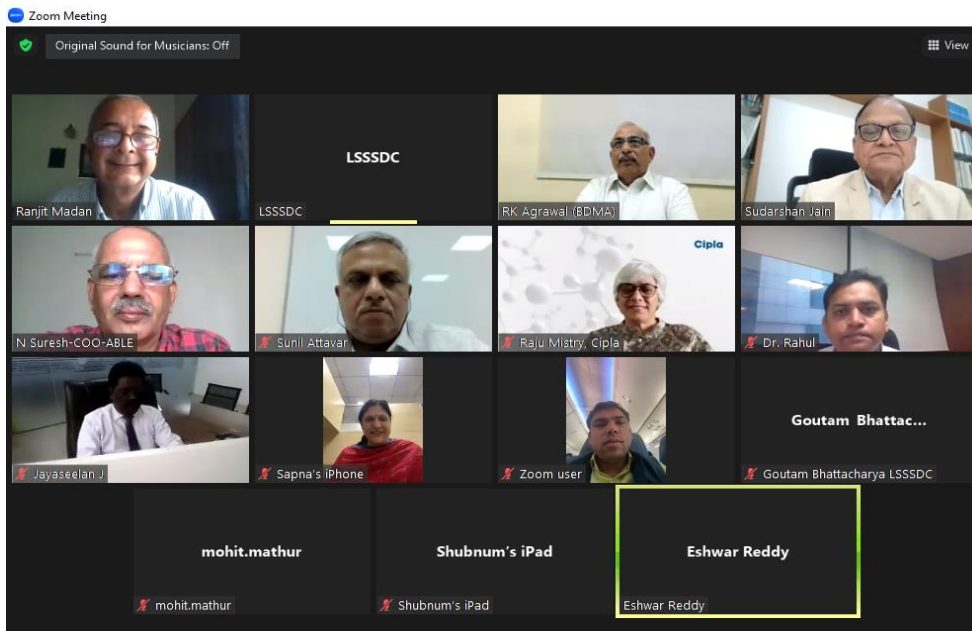 Zoom Meeting
Original Sound for Musicians: Off
View
Ranjit Madan
LSSSDC
LSSSDC
RK Agrawal (BDMA)
Sudarshan Jain
N Suresh-COO-ABLE
Sunil Attavar
Cipla
Raju Mistry, Cipla
Dr. Rahul
Jayaseelan J
Sapna's iPhone
Zoom user
Goutam Bhattac...
Goutam Bhattacharya LSSSDC
mohit.mathur
mohit.mathur
Shubnum's iPad
Shubnum's iPad
Eshwar Reddy
Eshwar Reddy